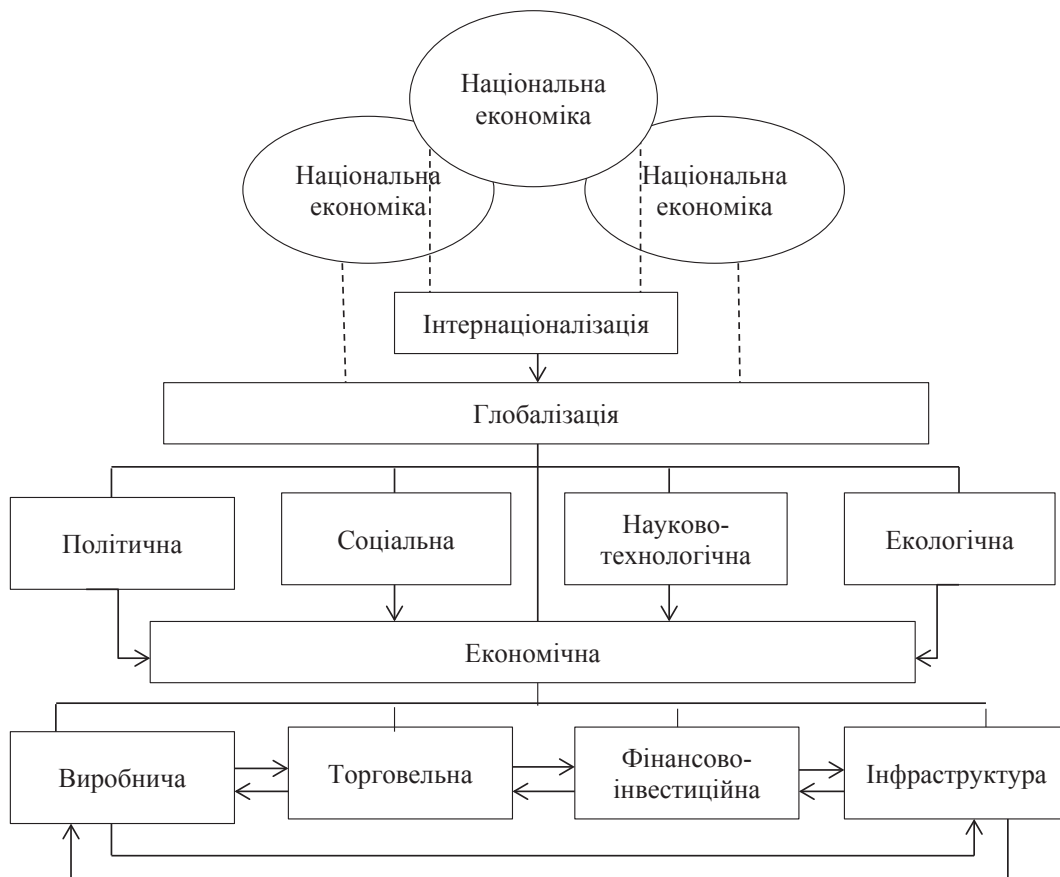 Національна
економіка
Національна
економіка
Національна
економіка
Інтернаціоналізація
Глобалізація
Політична
Соціальна
Науково-
технологічна
Екологічна
Економічна
Виробнича
Торговельна
Фінансово-
інвестиційна
Інфраструктура